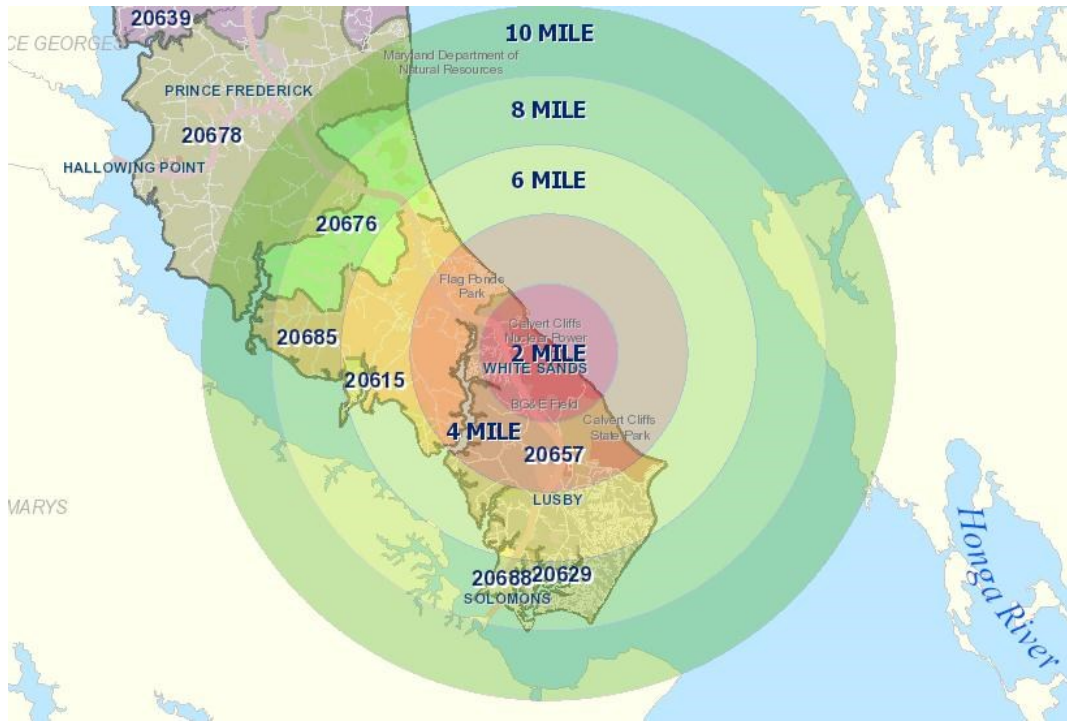 20639
10 MILE
CE GEORGES
Maryland Department of
Natural Resources
PRINCE FREDERICK
8 MILE
20678
HALLOWING POINT
6 MILE
20676
Flag Ponds
Park
Calvert Cliffs
Nuclear Power
20685
2 MILE
WHITE SANDS
20615
BG&E Field
4 MILE
Calvert Cliffs
State Park
20657
LUSBY
MARYS
Honga River
20688
20629
SOLOMONS